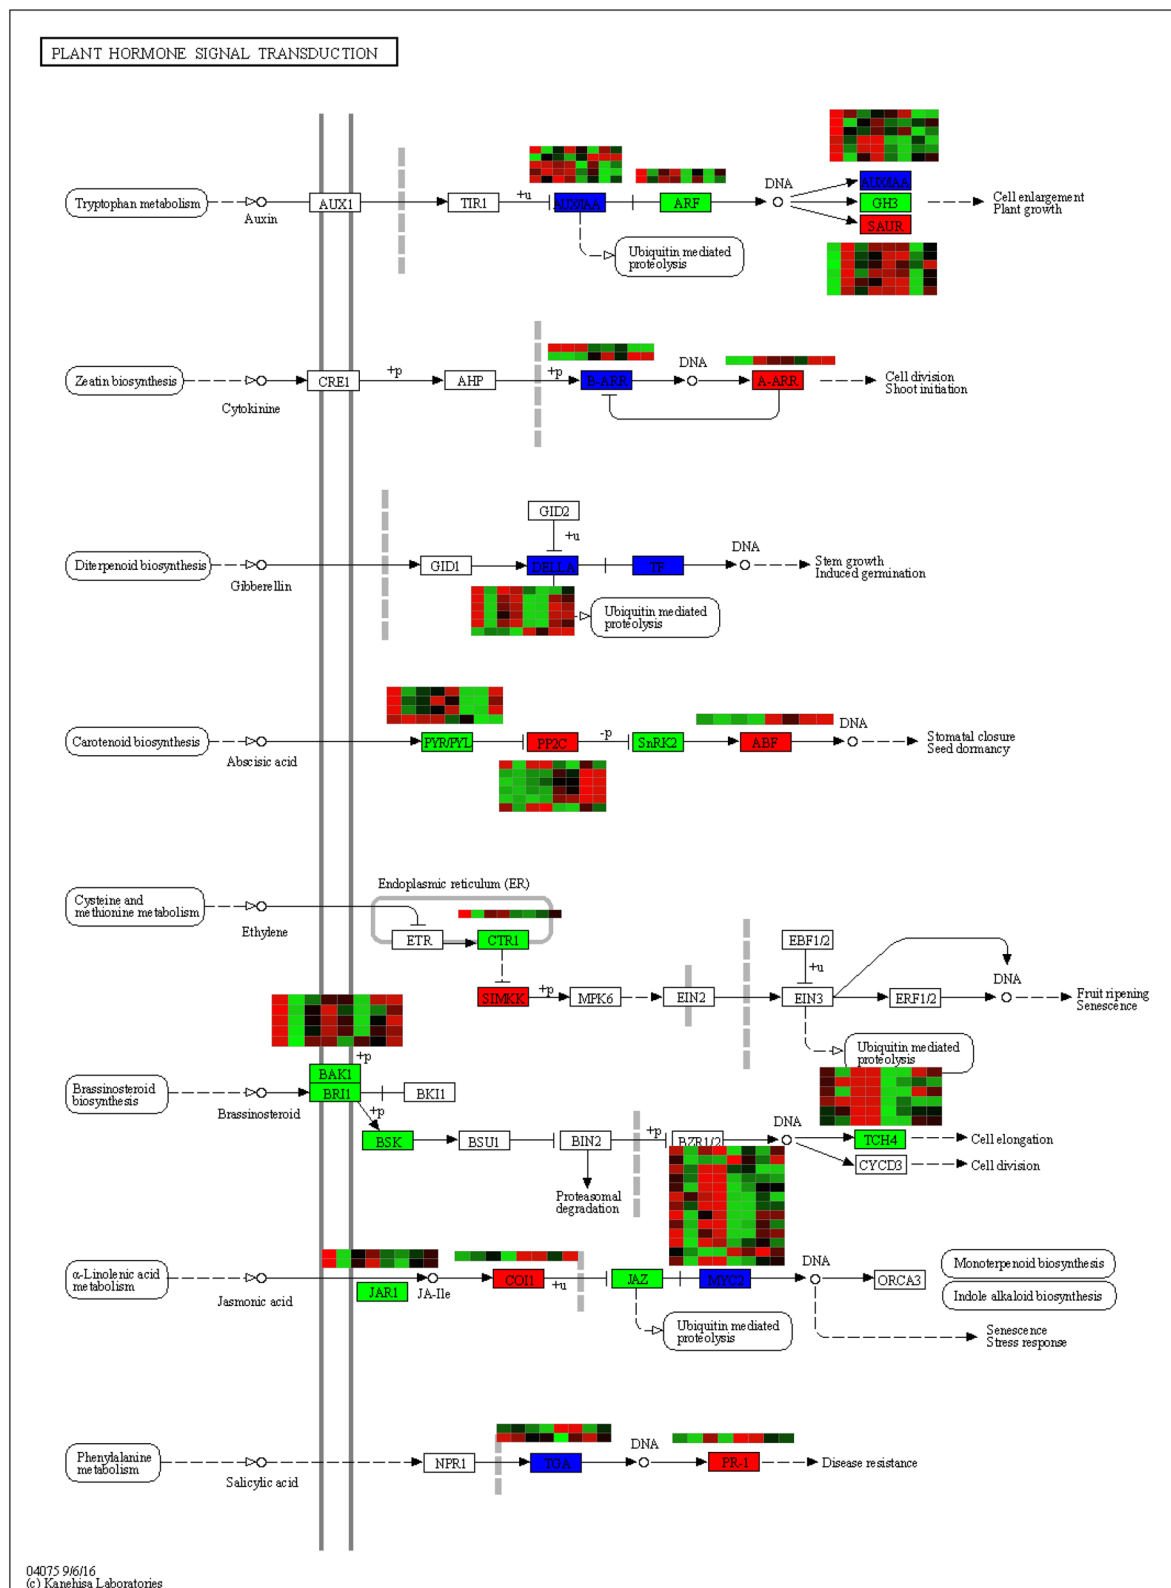 PLANT HORMONE SIGNAL TRANSDUCTION
Tryptophan metabolism
Auxin
AUX1
TIR1
+u
AUX/IAA
ARF
DNA
AUX/IAA
GH3
SAUR
Cell enlargement
Plant growth
Ubiquitin mediated
proteolysis
Zeatin biosynthesis
Cytokinine
CRE1
+p
AHP
+p
B-ARR
DNA
A-ARR
Cell division
Shoot initiation
GID2
+u
Diterpenoid biosynthesis
Gibberellin
GID1
DELLA
TF
DNA
Stem growth
Induced germination
Ubiquitin mediated
proteolysis
Carotenoid biosynthesis
Abscisic acid
PYR/PYL
PP2C
-p
SnRK2
ABF
DNA
Stomatal closure
Seed dormancy
Endoplasmic reticulum (ER)
Cysteine and
methionine metabolism
Ethylene
ETR
CTR1
EBF1/2
+u
SIMKK
+p
MPK6
EIN2
EIN3
ERF1/2
DNA
Fruit ripening
Senescence
Ubiquitin mediated
proteolysis
Brassinosteroid
biosynthesis
Brassinosteroid
+p
BAK1
BRI1
BKI1
+p
BSK
BSU1
BIN2
+p
BZR1/2
DNA
TCH4
Cell elongation
CYCD3
Cell division
Proteasomal
degradation
α-Linolenic acid
metabolism
Jasmonic acid
JAR1
JA-Ile
COI1
+u
JAZ
MYC2
DNA
ORCA3
Monoterpenoid biosynthesis
Indole alkaloid biosynthesis
Ubiquitin mediated
proteolysis
Senescence
Stress response
Phenylalanine
metabolism
Salicylic acid
NPR1
TGA
DNA
PR-1
Disease resistance
04075 9/6/16
(c) Kanehisa Laboratories